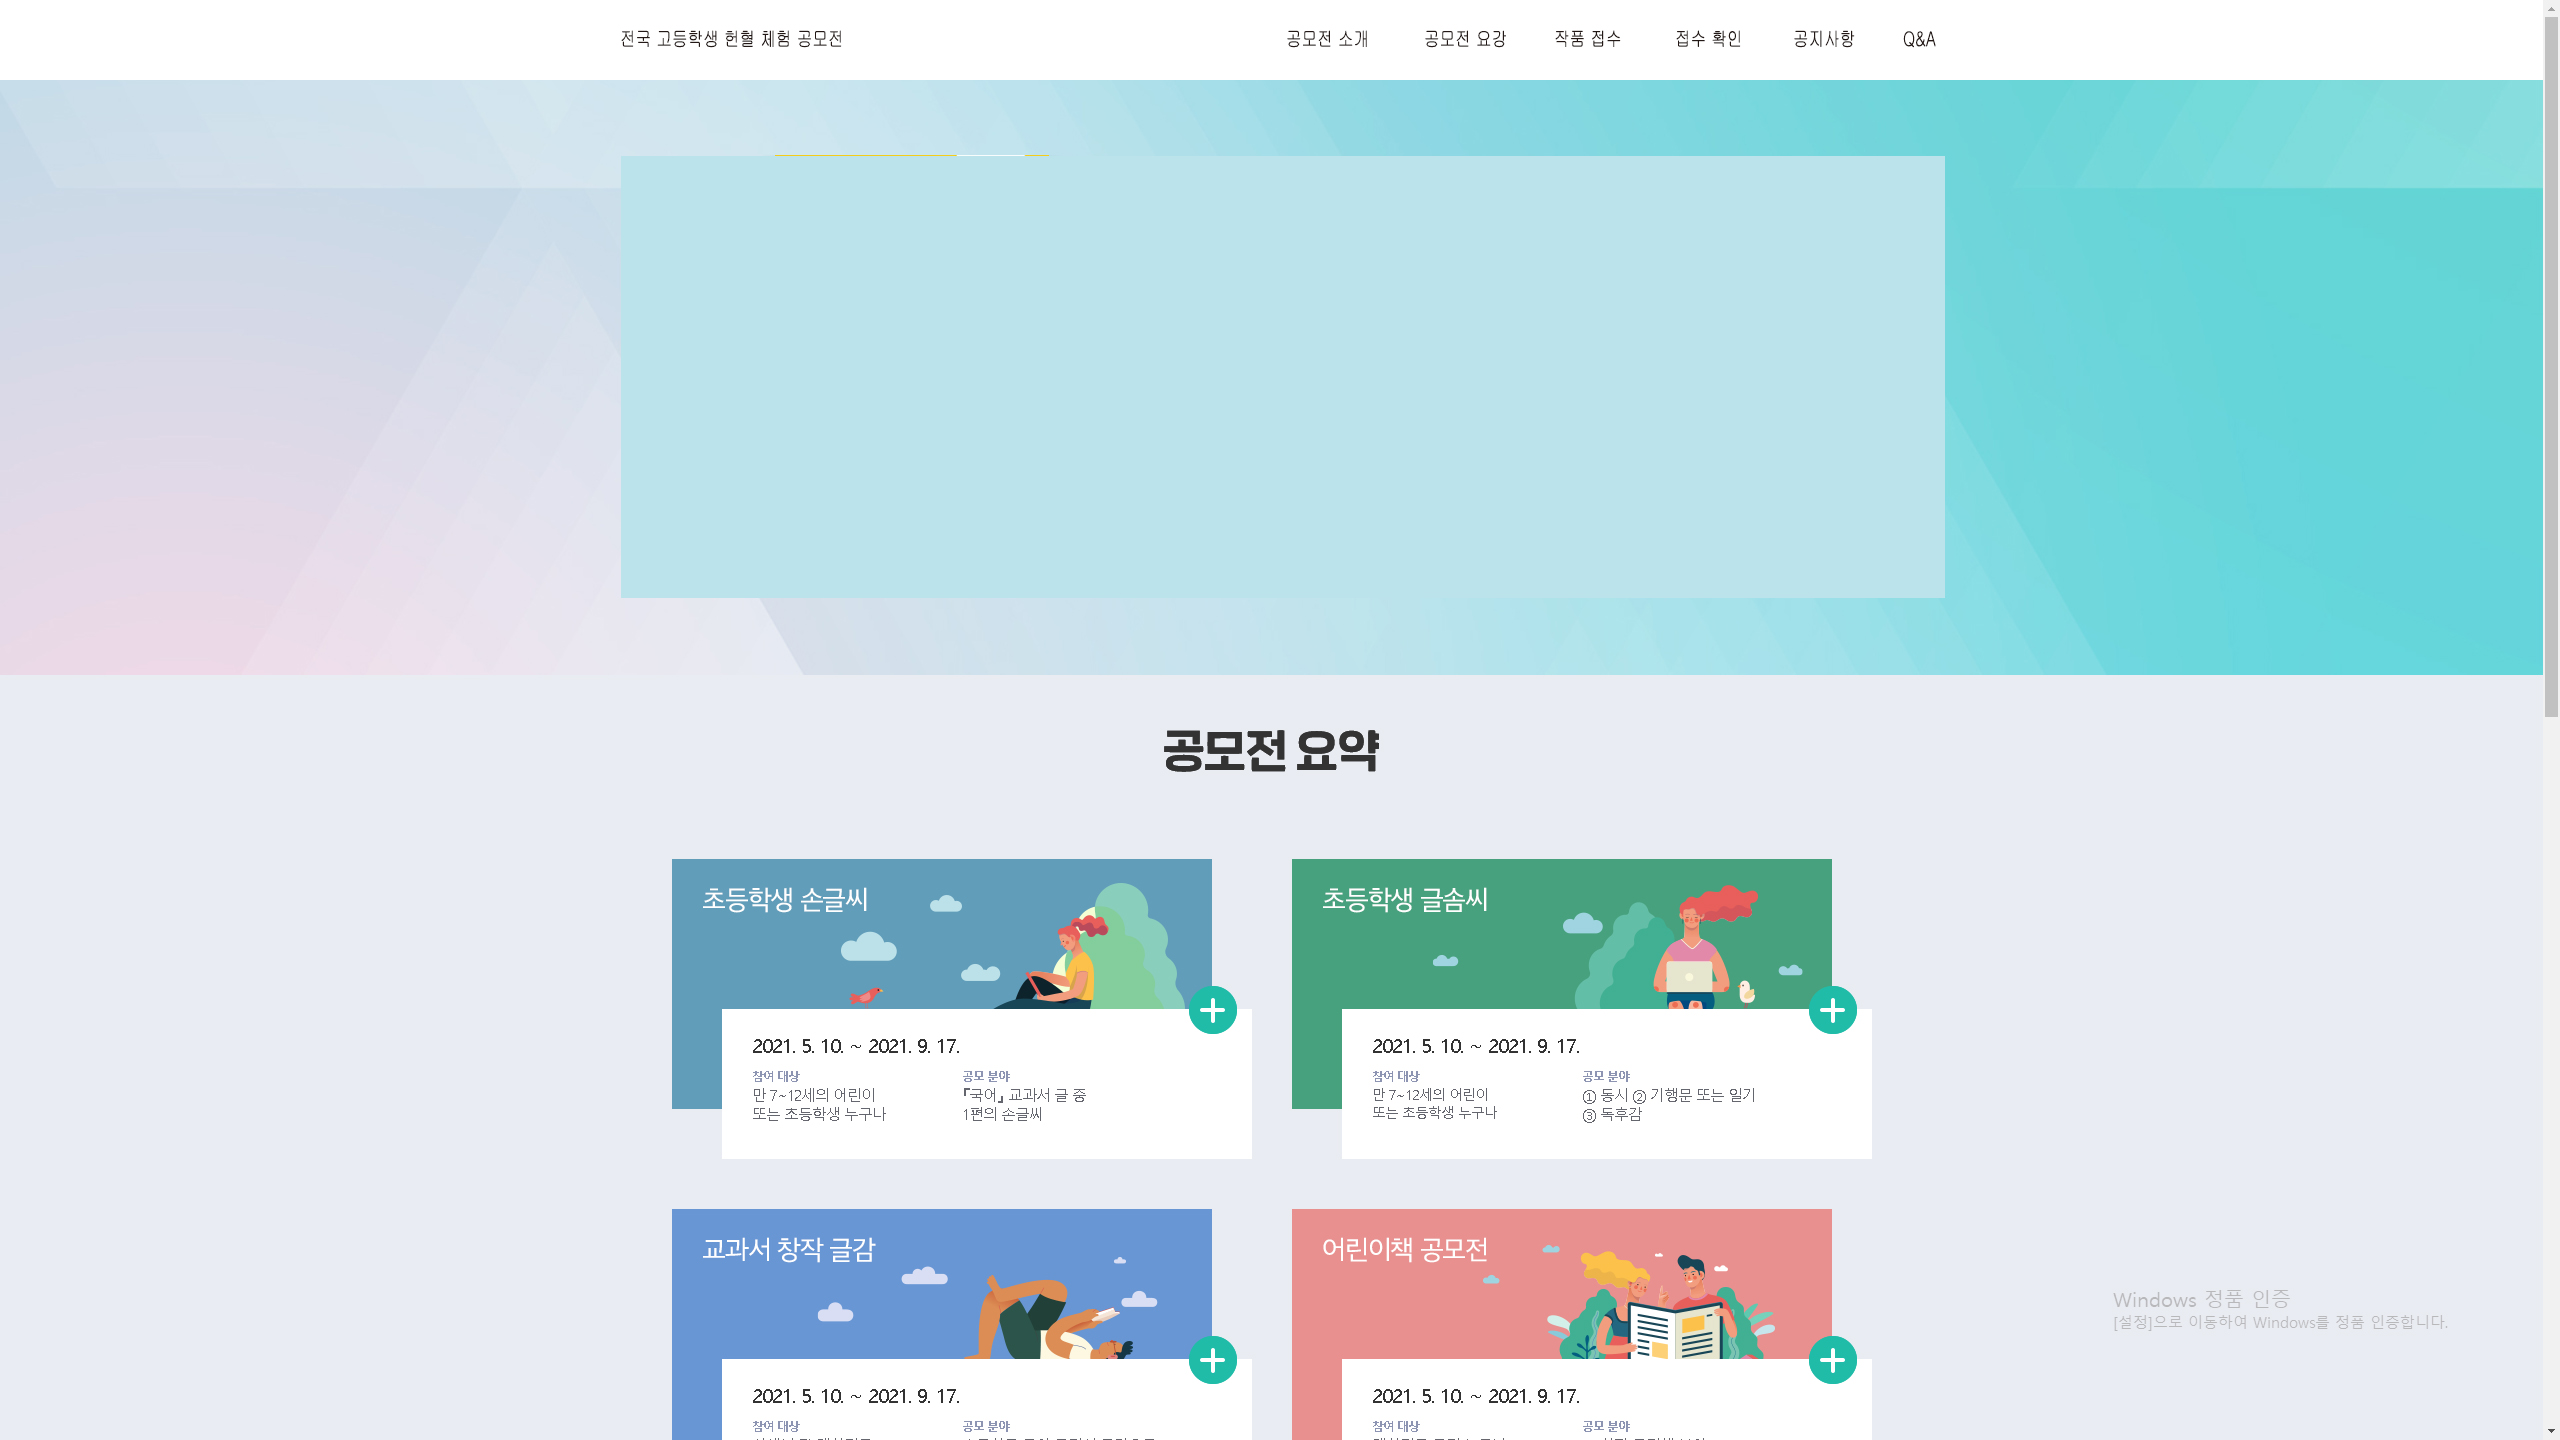 전국 고등학생 헌혈 체험 공모전
공모전 소개 공모전 요강 작품 접수 접수 확인 공지사항 Q&A
공모전 요약
초등학생 손글씨
2021. 5. 10. ~ 2021. 9. 17.
참여 대상
만 7~12세의 어린이
또는 초등학생 누구나
공모 분야
『국어』 교과서 글 중
1편의 손글씨
초등학생 글솜씨
2021. 5. 10. ~ 2021. 9. 17.
참여 대상
만 7~12세의 어린이
또는 초등학생 누구나
공모 분야
① 동시 ② 기행문 또는 일기
③ 독후감
교과서 창작 글감
2021. 5. 10. ~ 2021. 9. 17.
참여 대상
공모 분야
어린이책 공모전
2021. 5. 10. ~ 2021. 9. 17.
참여 대상
공모 분야
Windows 정품 인증
[설정]으로 이동하여 Windows를 정품 인증합니다.